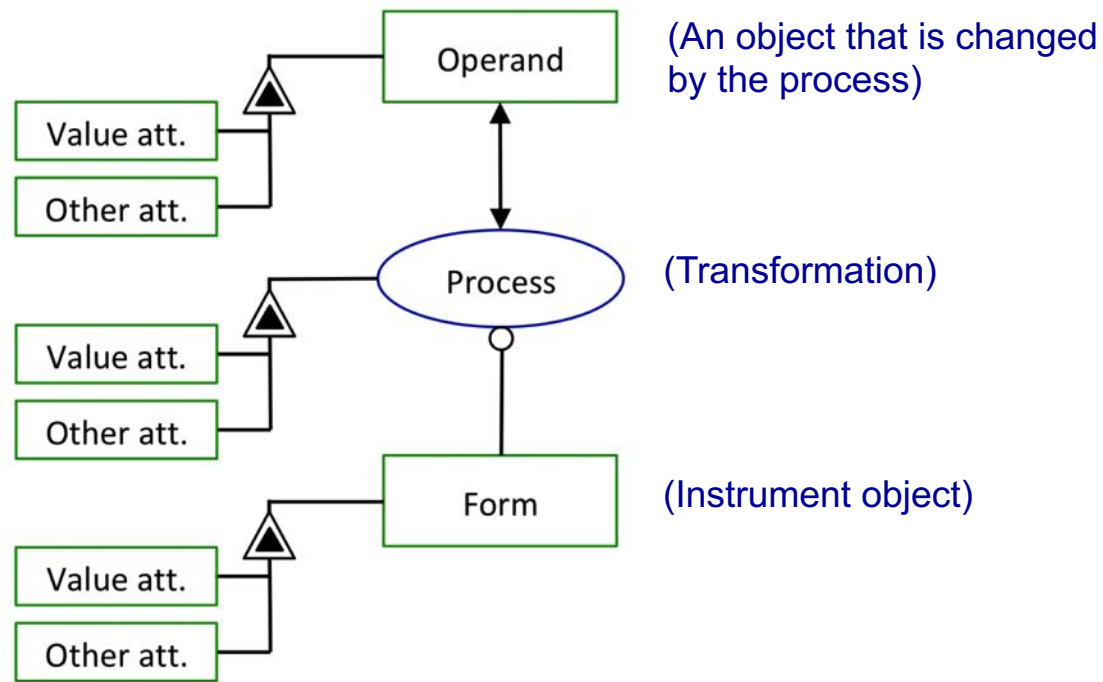 Operand
(An object that is changed
by the process)
Value att.
Other att.
Process
(Transformation)
Value att.
Other att.
Form
(Instrument object)
Value att.
Other att.